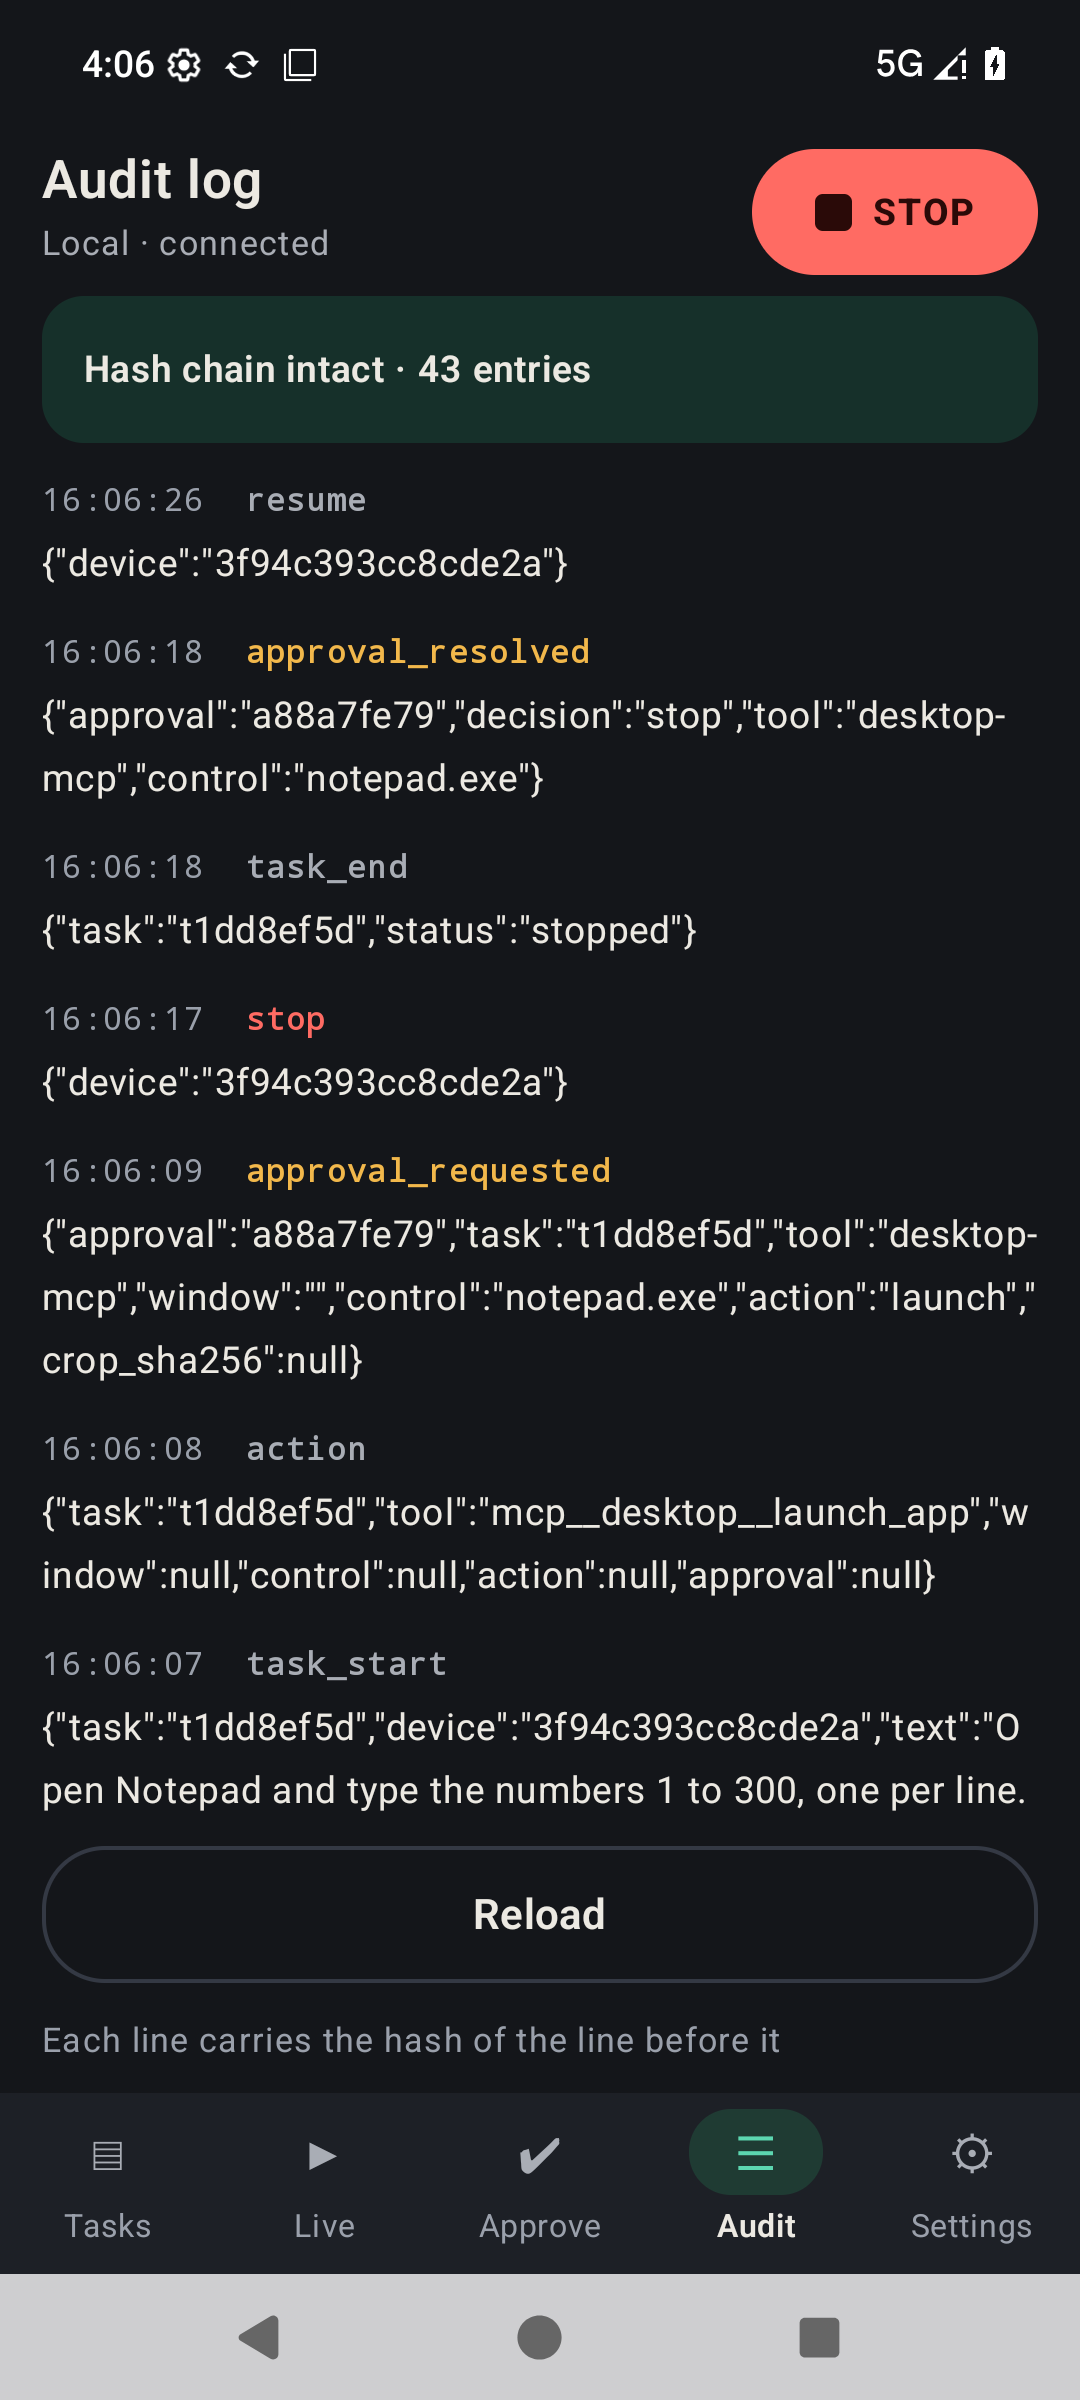 4:06
5G
Audit log
Local · connected
STOP
Hash chain intact · 43 entries
16:06:26 resume
{"device":"3f94c393cc8cde2a"}
16:06:18 approval_resolved
{"approval":"a88a7fe79","decision":"stop","tool":"desktop-
mcp","control":"notepad.exe"}
16:06:18 task_end
{"task":"t1dd8ef5d","status":"stopped"}
16:06:17 stop
{"device":"3f94c393cc8cde2a"}
16:06:09 approval_requested
{"approval":"a88a7fe79","task":"t1dd8ef5d","tool":"desktop-
mcp","window":"","control":"notepad.exe","action":"launch","
crop_sha256":null}
16:06:08 action
{"task":"t1dd8ef5d","tool":"mcp__desktop__launch_app","w
indow":null,"control":null,"action":null,"approval":null}
16:06:07 task_start
{"task":"t1dd8ef5d","device":"3f94c393cc8cde2a","text":"O
pen Notepad and type the numbers 1 to 300, one per line.
Reload
Each line carries the hash of the line before it
Tasks
Live
Approve
Audit
Settings